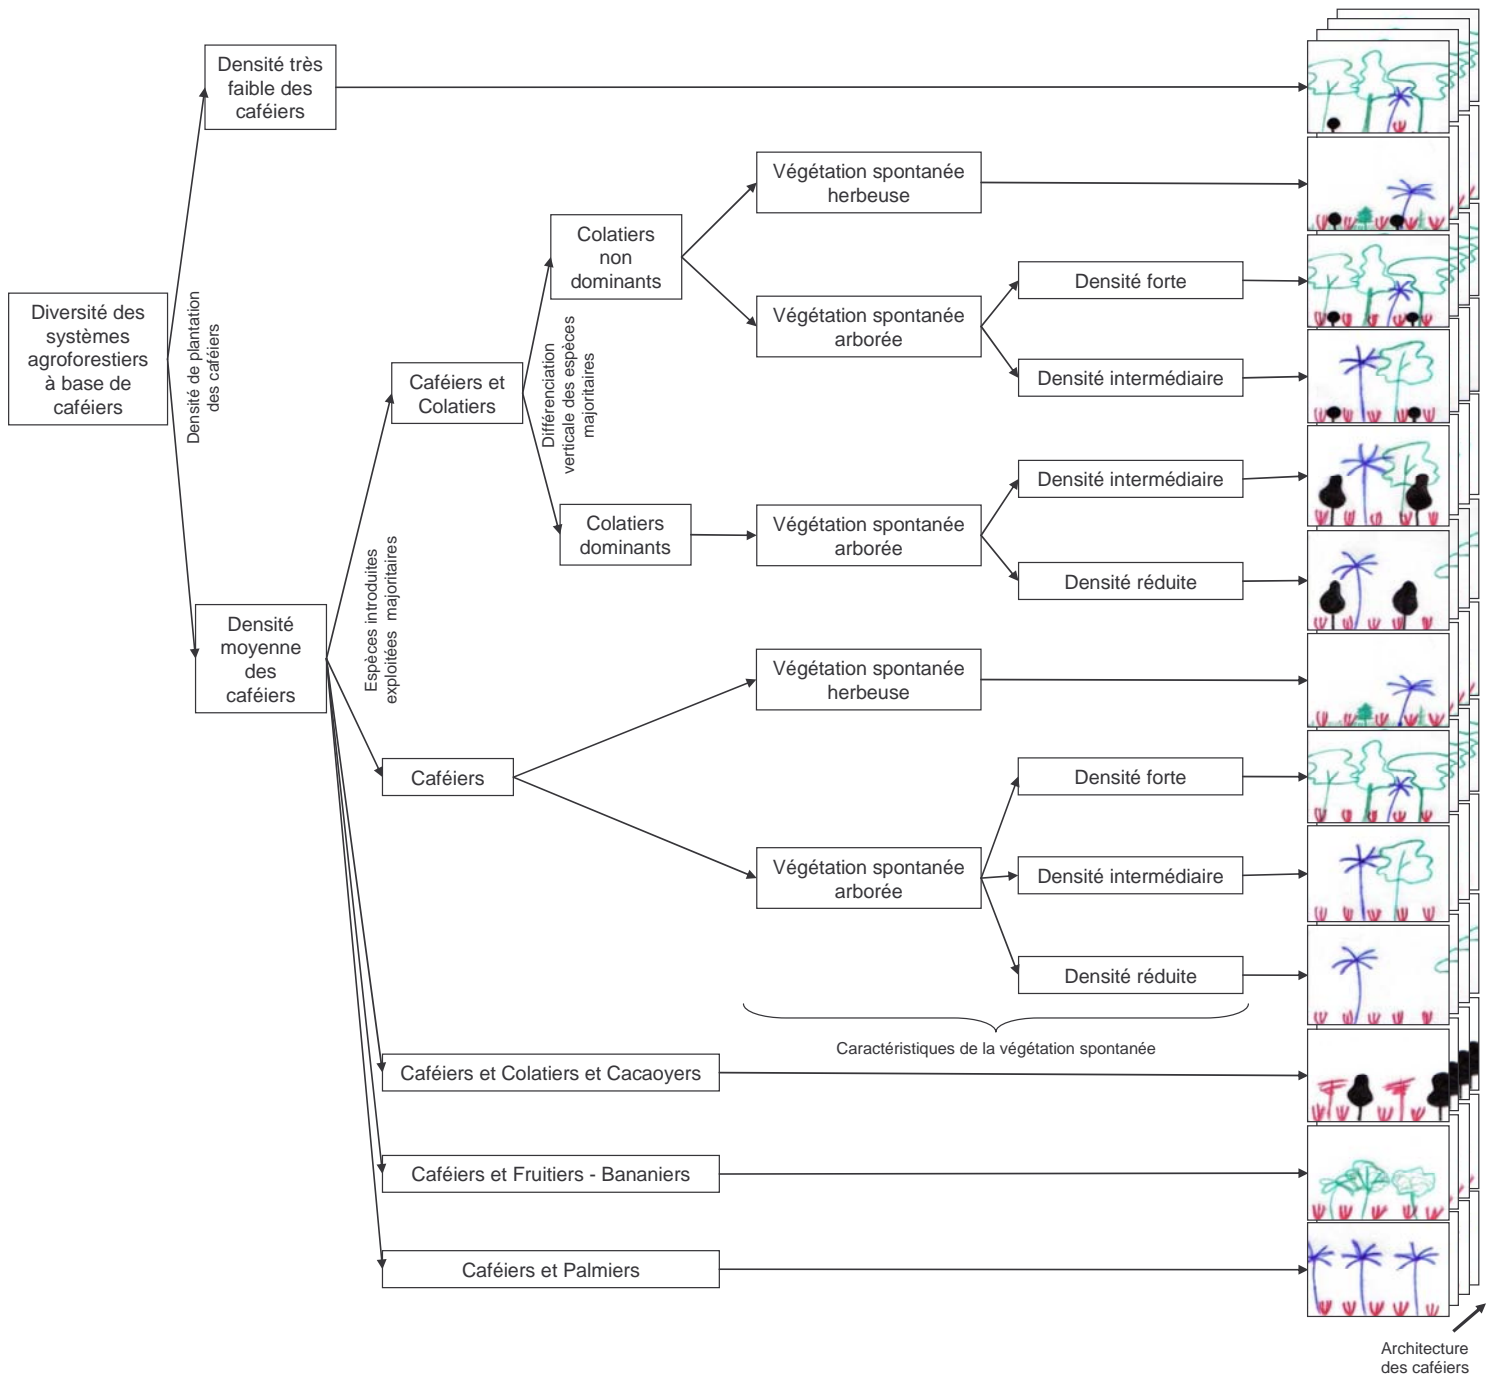 Densité très
faible des
caféiers
Végétation spontanée
herbeuse
Colatiers
non
dominants
Densité forte
Diversité des
systèmes
agroforestiers
à base de
caféiers
Densité de plantation
des caféiers
Végétation spontanée
arborée
Différenciation
verticale des espèces
majoritaires
Caféiers et
Colatiers
Densité intermédiaire
Densité intermédiaire
Colatiers
dominants
Végétation spontanée
arborée
Densité réduite
Espèces introduites
exploitées majoritaires
Densité
moyenne
des
caféiers
Végétation spontanée
herbeuse
Caféiers
Densité forte
Végétation spontanée
arborée
Densité intermédiaire
Densité réduite
Caractéristiques de la végétation spontanée
Caféiers et Colatiers et Cacaoyers
Caféiers et Fruitiers - Bananiers
Caféiers et Palmiers
Architecture
des caféiers